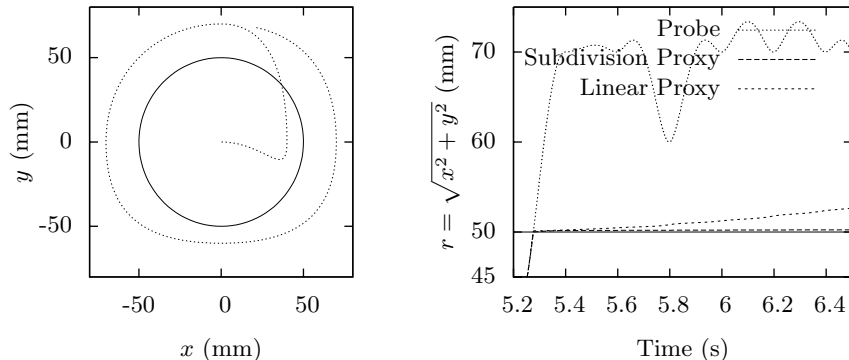 50
0
-50
-50
0
50
y (mm)
x (mm)
70
60
50
45
5.2
5.4
5.6
5.8
6
6.2
6.4
r = √x² + y² (mm)
Time (s)
Probe
Subdivision Proxy
Linear Proxy